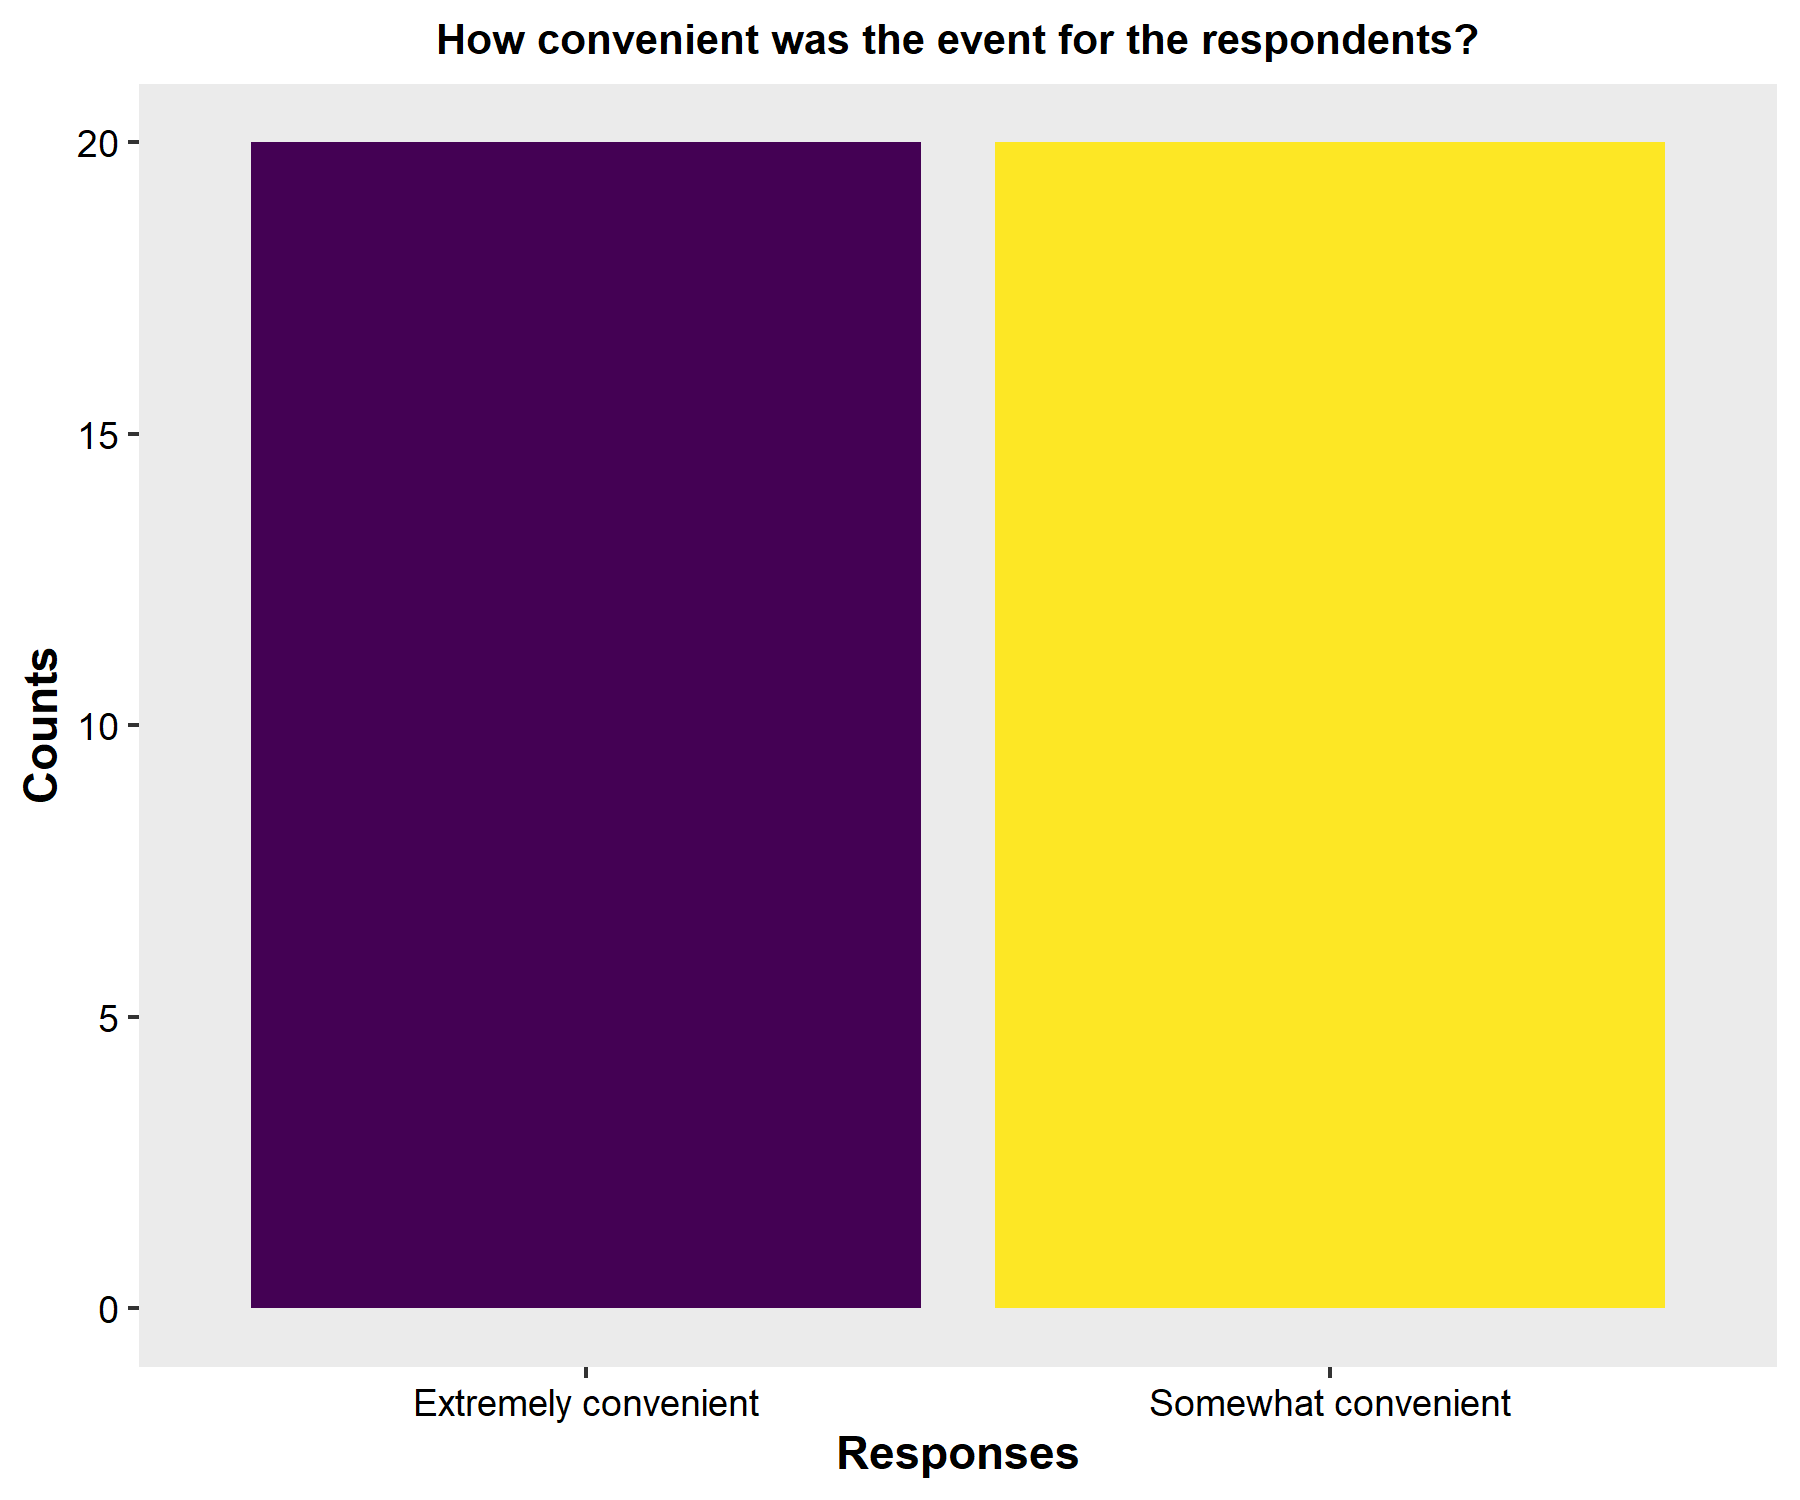 How convenient was the event for the respondents?
20
15
10
5
0
Counts
Extremely convenient
Somewhat convenient
Responses